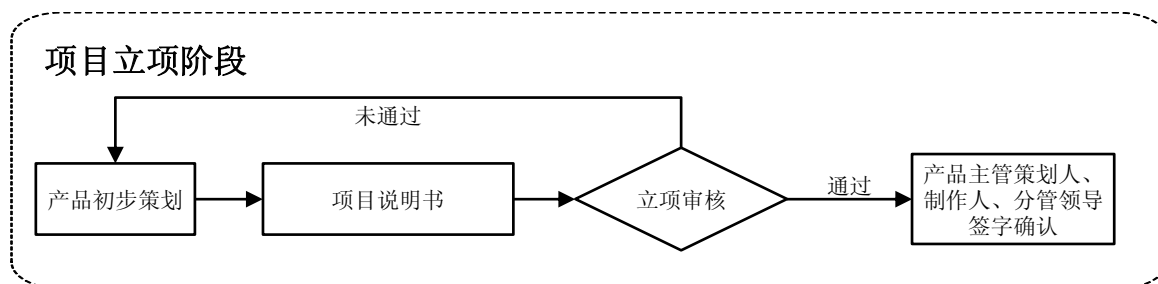 项目立项阶段
未通过
产品初步策划
项目说明书
立项审核
通过
产品主管策划人、
制作人、分管领导
签字确认